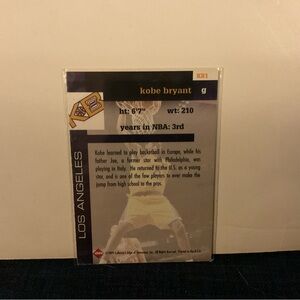 KB1
kobe bryant g
ht: 6'7" wt: 210
years in NBA: 3rd
Kobe learned to play basketball in Europe, while his
father Joe, a former star with Philadelphia, was
playing in Italy. He returned to the U.S. as a young
star, and is one of the few players to ever make the
jump from high school to the pros.
LOS ANGELES